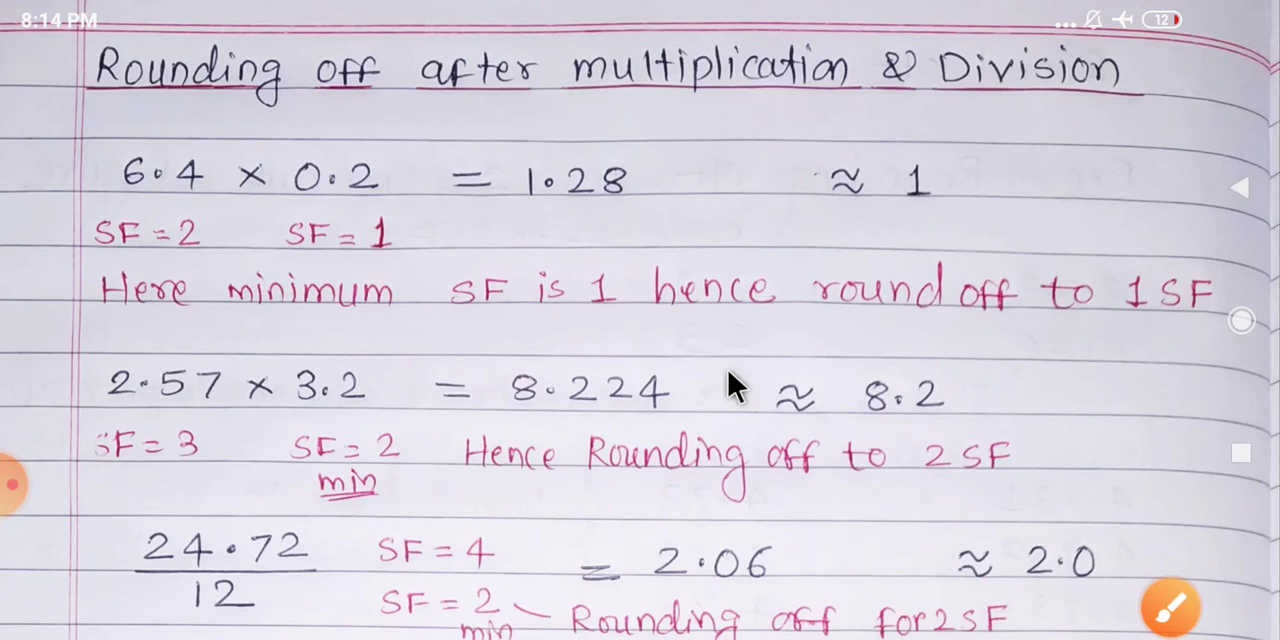 8:14 PM ... 12
Rounding off after multiplication & Division
6.4 × 0.2 = 1.28 ≈ 1
SF = 2 SF = 1
Here minimum SF is 1 hence round off to 1 SF
2.57 × 3.2 = 8.224 ≈ 8.2
SF = 3 SF = 2 Hence Rounding off to 2 SF
min
24.72 SF = 4 = 2.06 ≈ 2.0
12 SF = 2 Rounding off for 2 SF
min